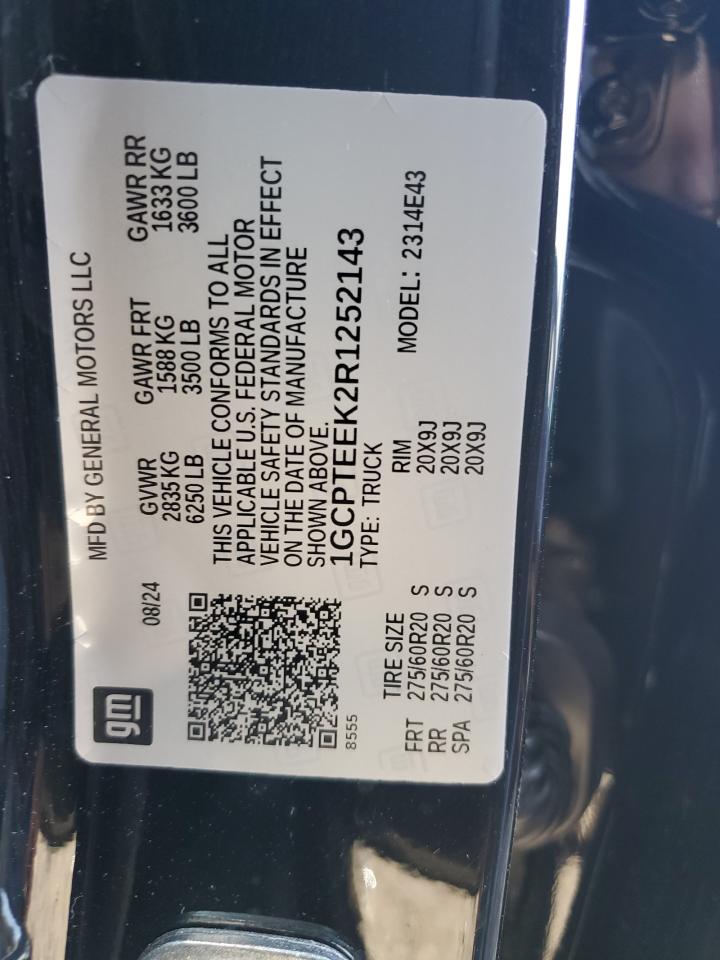 gm
08/24 MFD BY GENERAL MOTORS LLC
GVWR GAWR FRT GAWR RR
2835 KG 1588 KG 1633 KG
6250 LB 3500 LB 3600 LB
THIS VEHICLE CONFORMS TO ALL
APPLICABLE U.S. FEDERAL MOTOR
VEHICLE SAFETY STANDARDS IN EFFECT
ON THE DATE OF MANUFACTURE
SHOWN ABOVE.
1GCPTEEK2R1252143
8555 TYPE: TRUCK
MODEL: 2314E43
TIRE SIZE RIM
FRT 275/60R20 S 20X9J
RR 275/60R20 S 20X9J
SPA 275/60R20 S 20X9J